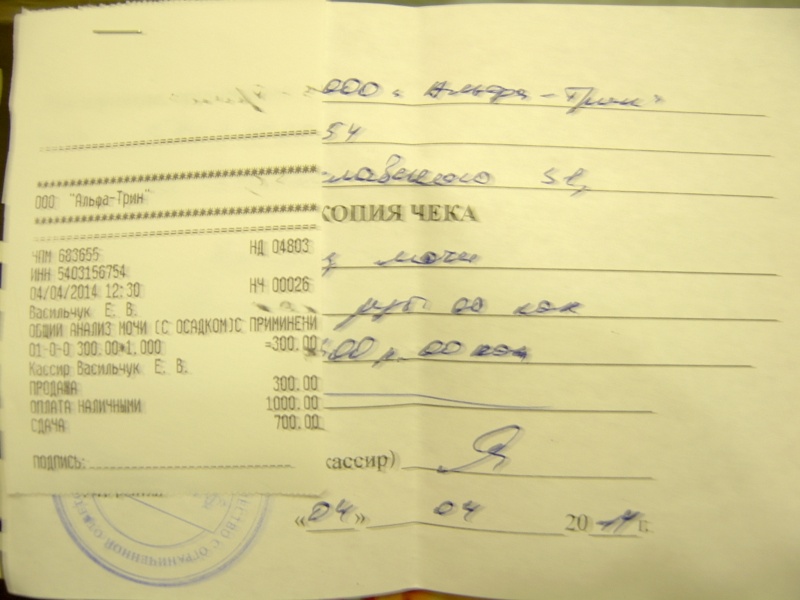 ООО "Альфа-Трин"
ЧПМ 683655 НД 04803
ИНН 5403156754
04/04/2014 12:30 НЧ 00026
Васильчук Е. В.
ОБЩИЙ АНАЛИЗ МОЧИ (С ОСАДКОМ)С ПРИМИНЕНИ
01-0-0 300.00*1,000 =300.00
Кассир Васильчук Е. В.
ПРОДАЖА 300.00
ОПЛАТА НАЛИЧНЫМИ 1000.00
СДАЧА 700.00
ПОДПИСЬ:
ООО "Альфа-Трин"
54
лавского 52
КОПИЯ ЧЕКА
мочи
руб 00 коп
00 р. 00 коп
кассир)
«04» 04 20 г.